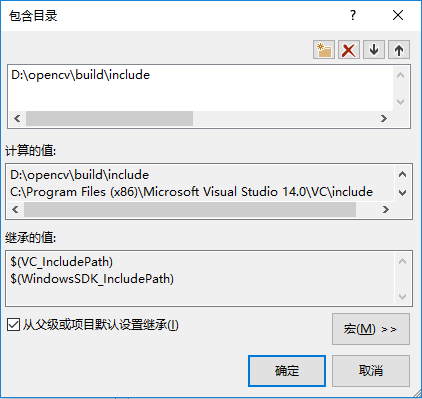 包含目录
D:\opencv\build\include
计算的值:
D:\opencv\build\include
C:\Program Files (x86)\Microsoft Visual Studio 14.0\VC\include
继承的值:
$(VC_IncludePath)
$(WindowsSDK_IncludePath)
从父级或项目默认设置继承(I)
宏(M) >>
确定
取消